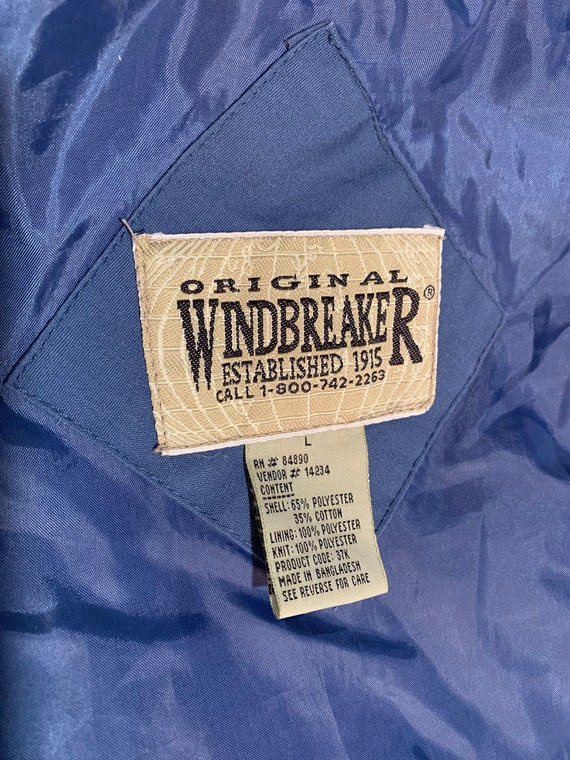 ORIGINAL
WINDBREAKER®
ESTABLISHED 1915
CALL 1-800-742-2263
L
RN # 84890
VENDOR # 14234
CONTENT
SHELL: 65% POLYESTER
35% COTTON
LINING: 100% POLYESTER
KNIT: 100% POLYESTER
PRODUCT CODE: 37K
MADE IN BANGLADESH
SEE REVERSE FOR CARE